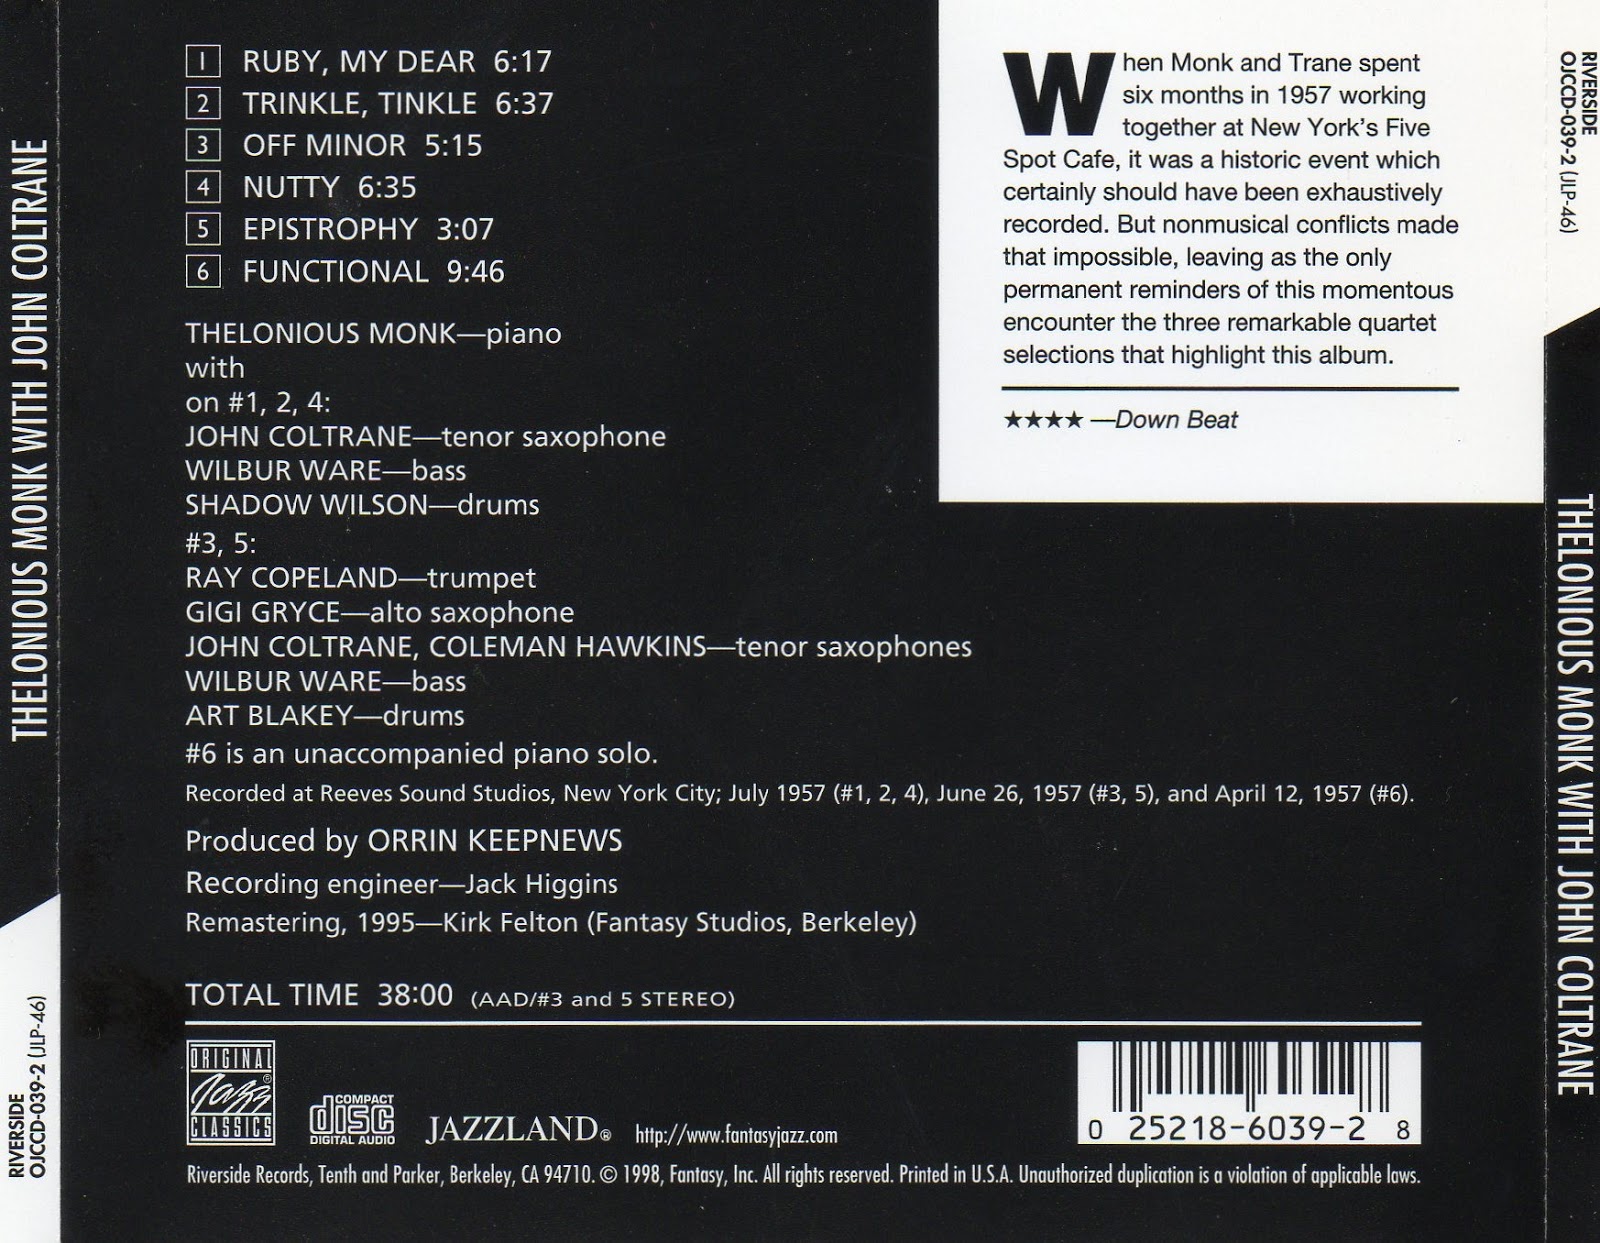 1 RUBY, MY DEAR 6:17
2 TRINKLE, TINKLE 6:37
3 OFF MINOR 5:15
4 NUTTY 6:35
5 EPISTROPHY 3:07
6 FUNCTIONAL 9:46
THELONIOUS MONK—piano
with
on #1, 2, 4:
JOHN COLTRANE—tenor saxophone
WILBUR WARE—bass
SHADOW WILSON—drums
#3, 5:
RAY COPELAND—trumpet
GIGI GRYCE—alto saxophone
JOHN COLTRANE, COLEMAN HAWKINS—tenor saxophones
WILBUR WARE—bass
ART BLAKEY—drums
#6 is an unaccompanied piano solo.
Recorded at Reeves Sound Studios, New York City; July 1957 (#1, 2, 4), June 26, 1957 (#3, 5), and April 12, 1957 (#6).
Produced by ORRIN KEEPNEWS
Recording engineer—Jack Higgins
Remastering, 1995—Kirk Felton (Fantasy Studios, Berkeley)
TOTAL TIME 38:00 (AAD/#3 and 5 STEREO)
When Monk and Trane spent
six months in 1957 working
together at New York's Five
Spot Cafe, it was a historic event which
certainly should have been exhaustively
recorded. But nonmusical conflicts made
that impossible, leaving as the only
permanent reminders of this momentous
encounter the three remarkable quartet
selections that highlight this album.
★★★★ —Down Beat
ORIGINAL
Jazz®
CLASSICS
COMPACT
disc
DIGITAL AUDIO
JAZZLAND®
http://www.fantasyjazz.com
0 25218-6039-2 8
Riverside Records, Tenth and Parker, Berkeley, CA 94710. © 1998, Fantasy, Inc. All rights reserved. Printed in U.S.A. Unauthorized duplication is a violation of applicable laws.
THELONIOUS MONK WITH JOHN COLTRANE
RIVERSIDE
OJCCD-039-2 (JLP-46)
RIVERSIDE
OJCCD-039-2 (JLP-46)
THELONIOUS MONK WITH JOHN COLTRANE